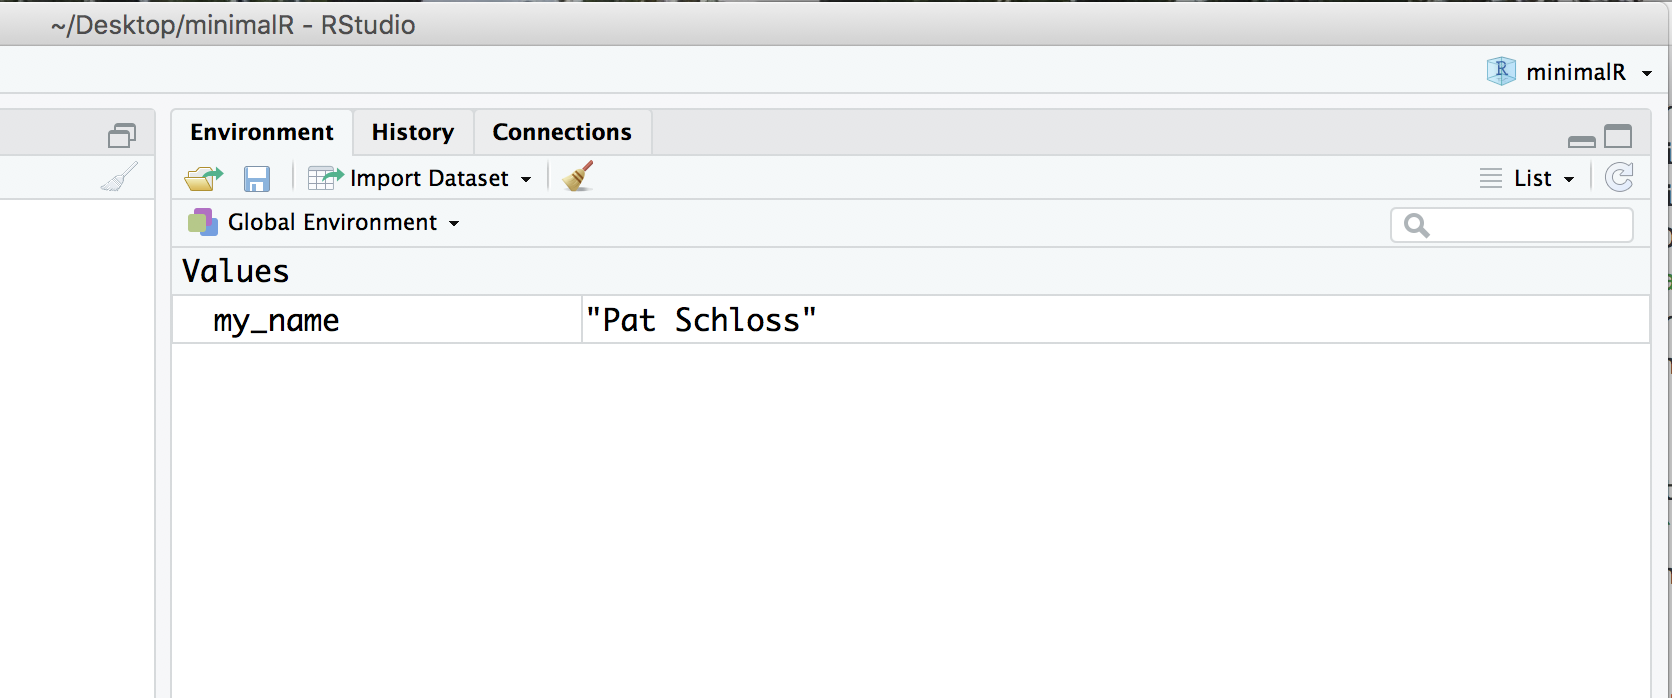 ~/Desktop/minimalR - RStudio
minimalR
Environment History Connections
Import Dataset List
Global Environment
Values
my_name "Pat Schloss"